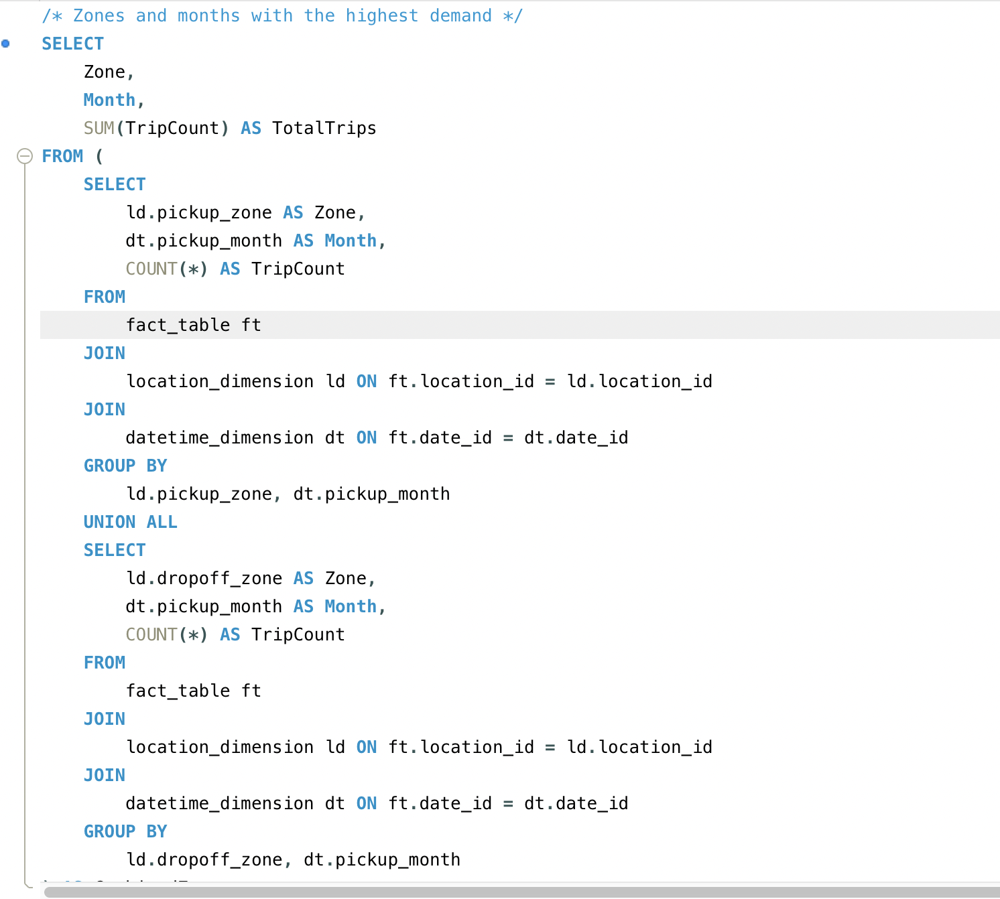 /* Zones and months with the highest demand */
SELECT
    Zone,
    Month,
    SUM(TripCount) AS TotalTrips
FROM (
    SELECT
        ld.pickup_zone AS Zone,
        dt.pickup_month AS Month,
        COUNT(*) AS TripCount
    FROM
        fact_table ft
    JOIN
        location_dimension ld ON ft.location_id = ld.location_id
    JOIN
        datetime_dimension dt ON ft.date_id = dt.date_id
    GROUP BY
        ld.pickup_zone, dt.pickup_month
    UNION ALL
    SELECT
        ld.dropoff_zone AS Zone,
        dt.pickup_month AS Month,
        COUNT(*) AS TripCount
    FROM
        fact_table ft
    JOIN
        location_dimension ld ON ft.location_id = ld.location_id
    JOIN
        datetime_dimension dt ON ft.date_id = dt.date_id
    GROUP BY
        ld.dropoff_zone, dt.pickup_month